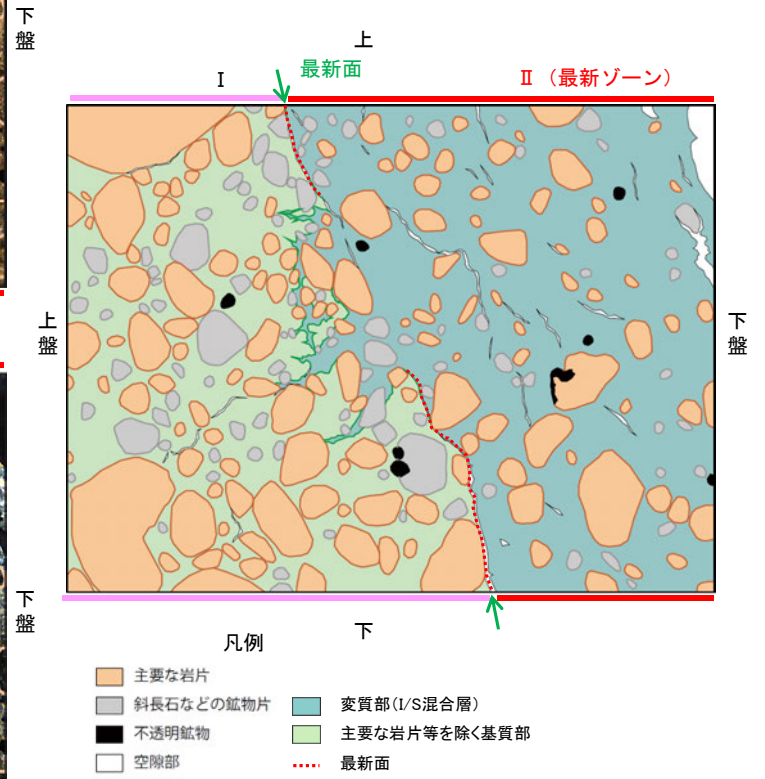 下盤
上
最新面
Ⅰ
Ⅱ（最新ゾーン）
上盤
下盤
下盤
下
凡例
主要な岩片
斜長石などの鉱物片
変質部(I/S混合層)
不透明鉱物
主要な岩片等を除く基質部
空隙部
最新面